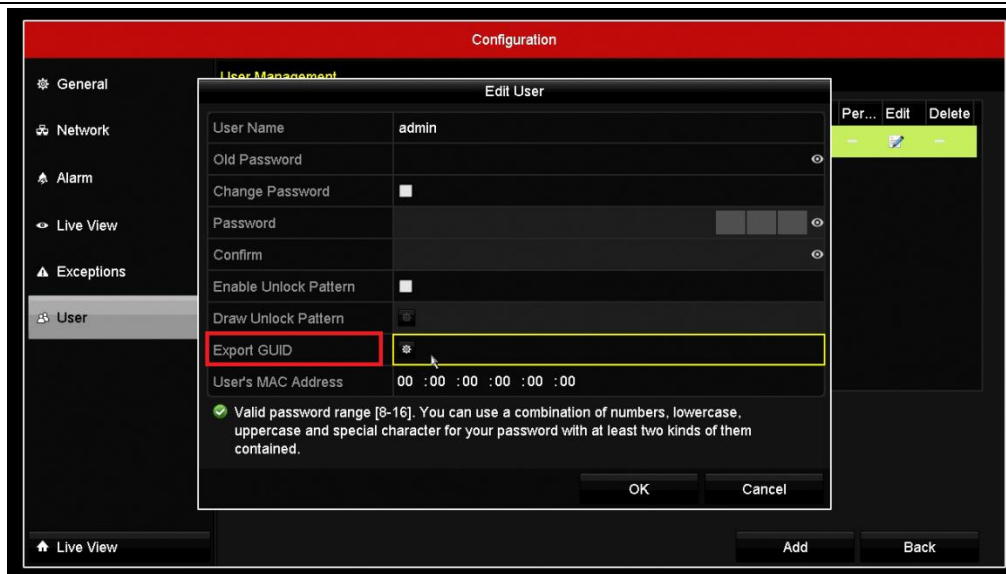 Configuration
General
Network
Alarm
Live View
Exceptions
User
Live View
User Management
Per... Edit Delete
Edit User
User Name admin
Old Password
Change Password
Password
Confirm
Enable Unlock Pattern
Draw Unlock Pattern
Export GUID
User's MAC Address 00 :00 :00 :00 :00 :00
Valid password range [8-16]. You can use a combination of numbers, lowercase,
uppercase and special character for your password with at least two kinds of them
contained.
OK Cancel
Add Back